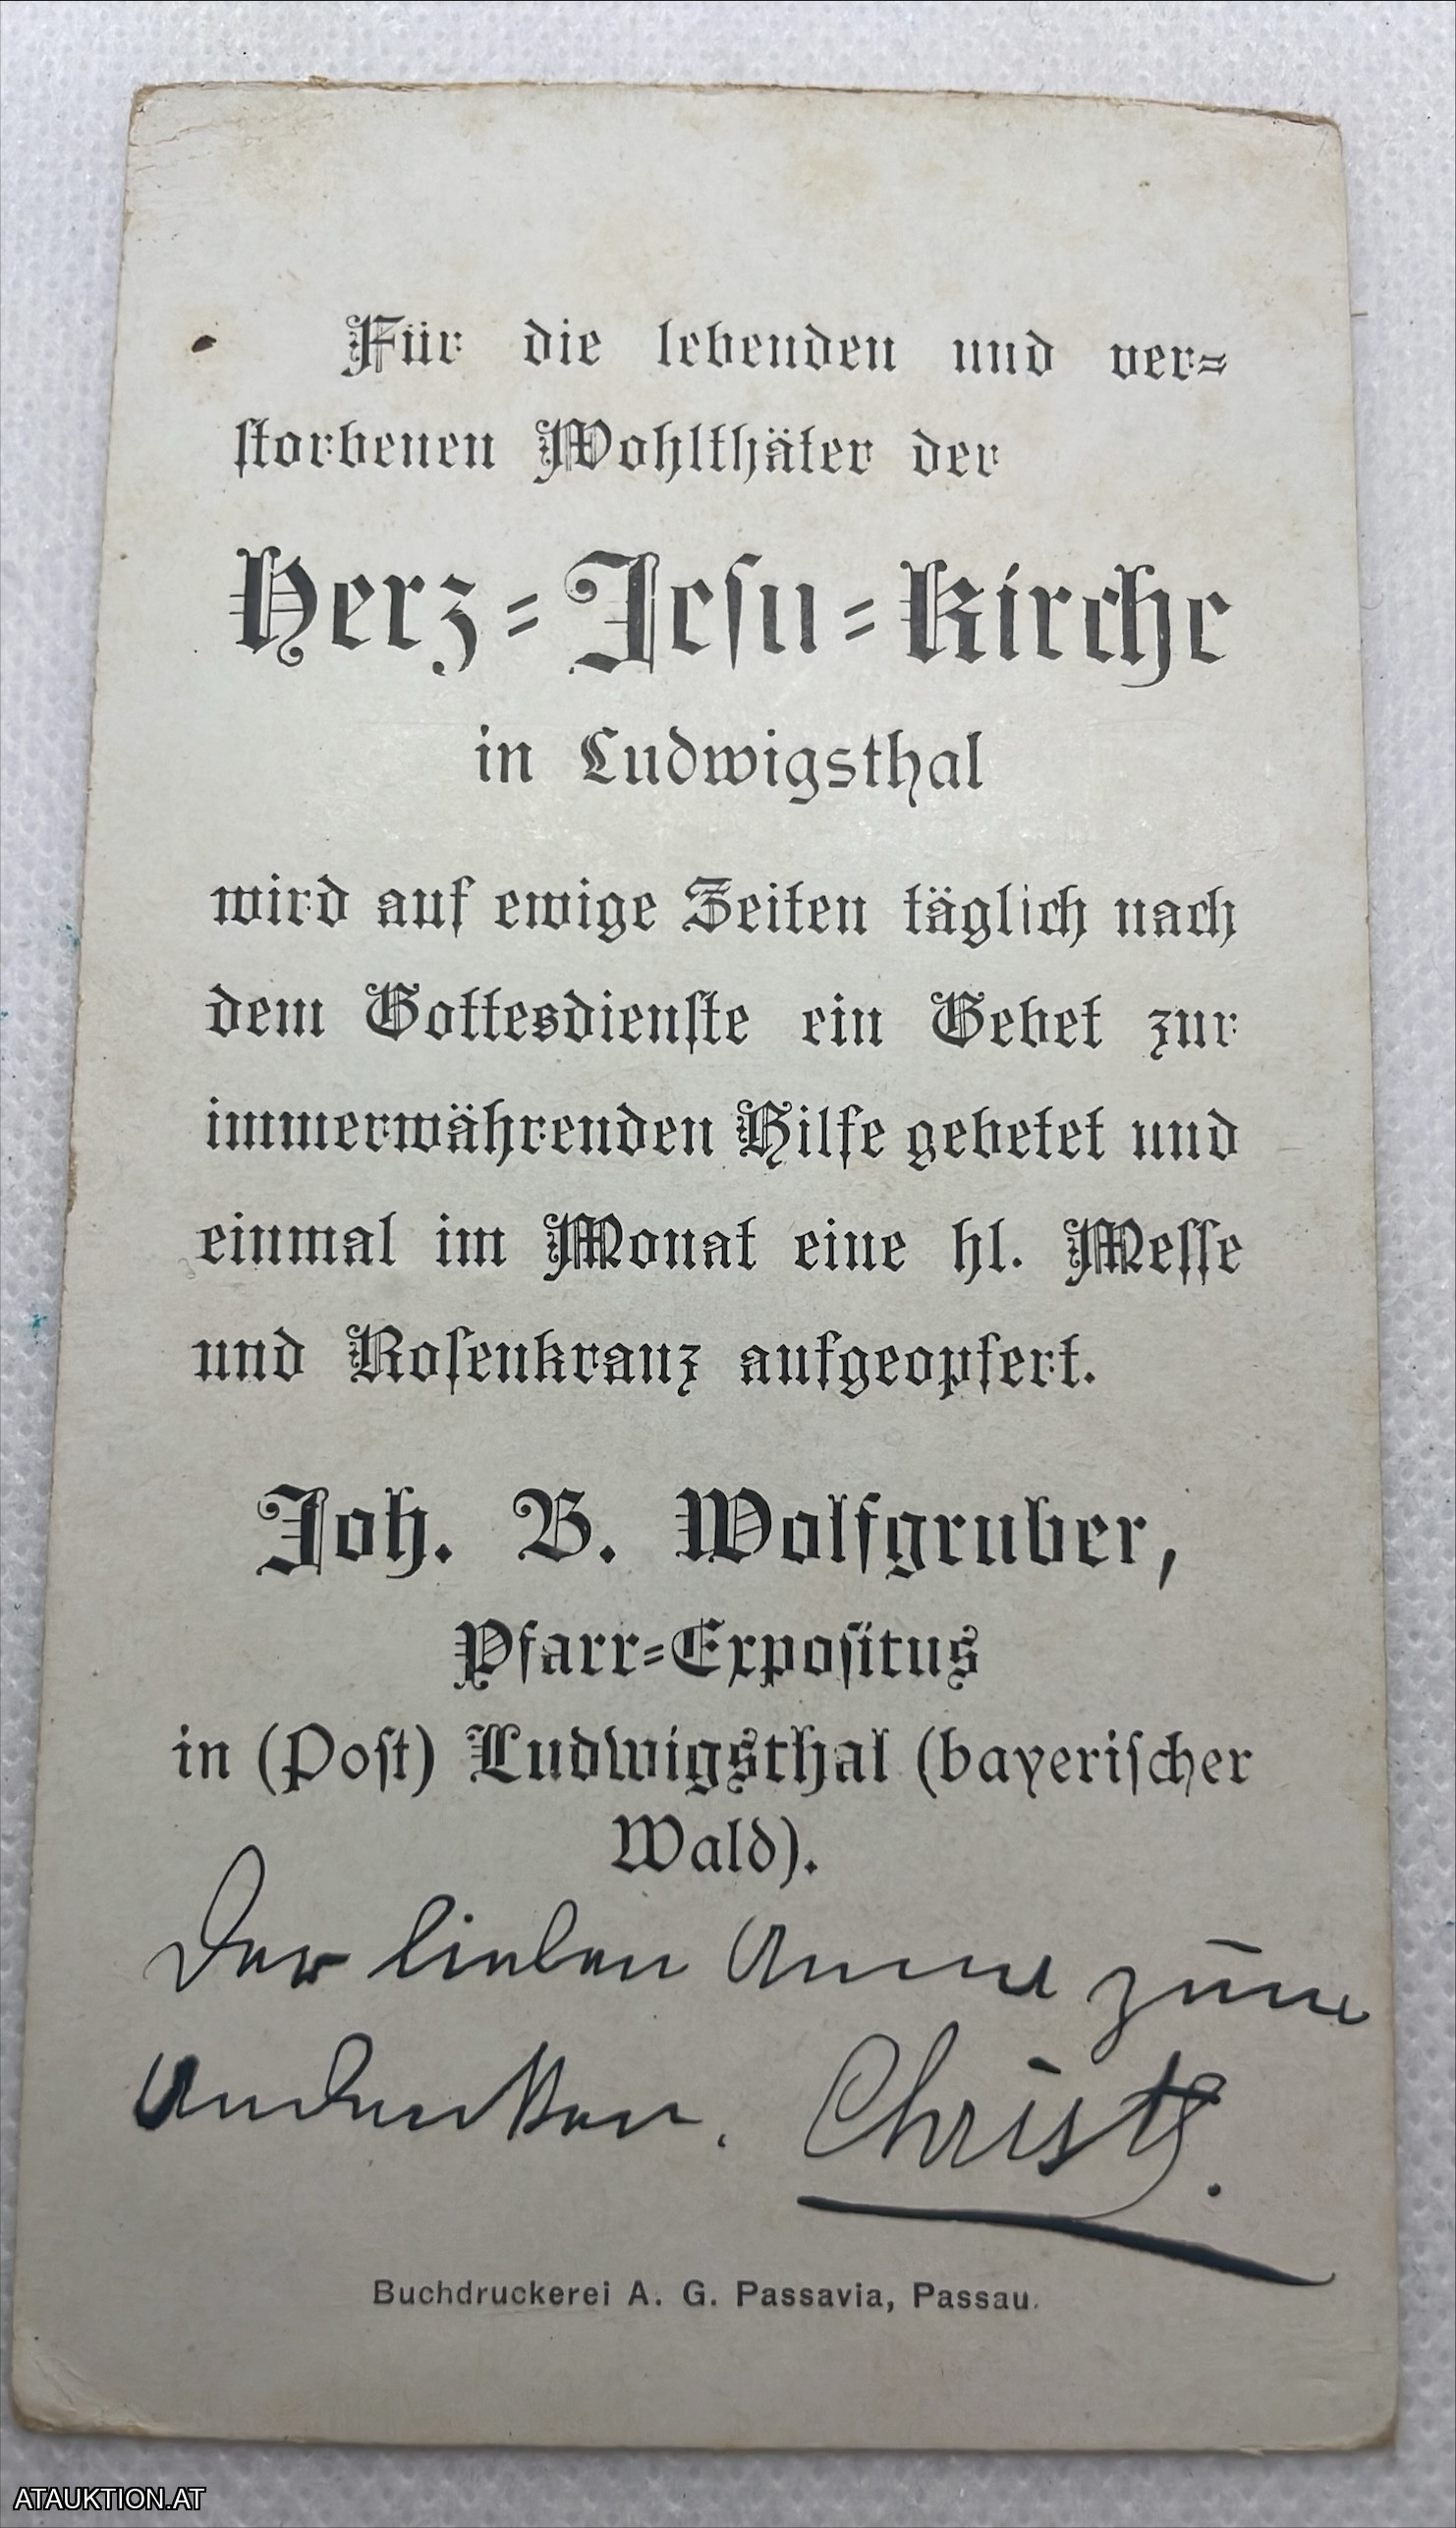 Für die lebenden und ver=
storbenen Wohlthäter der
Herz=Jesu=Kirche
in Ludwigsthal
wird auf ewige Zeiten täglich nach
dem Gottesdienste ein Gebet zur
immerwährenden Hilfe gebetet und
einmal im Monat eine hl. Messe
und Rosenkranz aufgeopfert.
Joh. B. Wolfgruber,
Pfarr=Expositus
in (Post) Ludwigsthal (bayerischer
Wald).
Der lieben Anna zum
Andenken.
Buchdruckerei A. G. Passavia, Passau.
ATAUKTION.AT